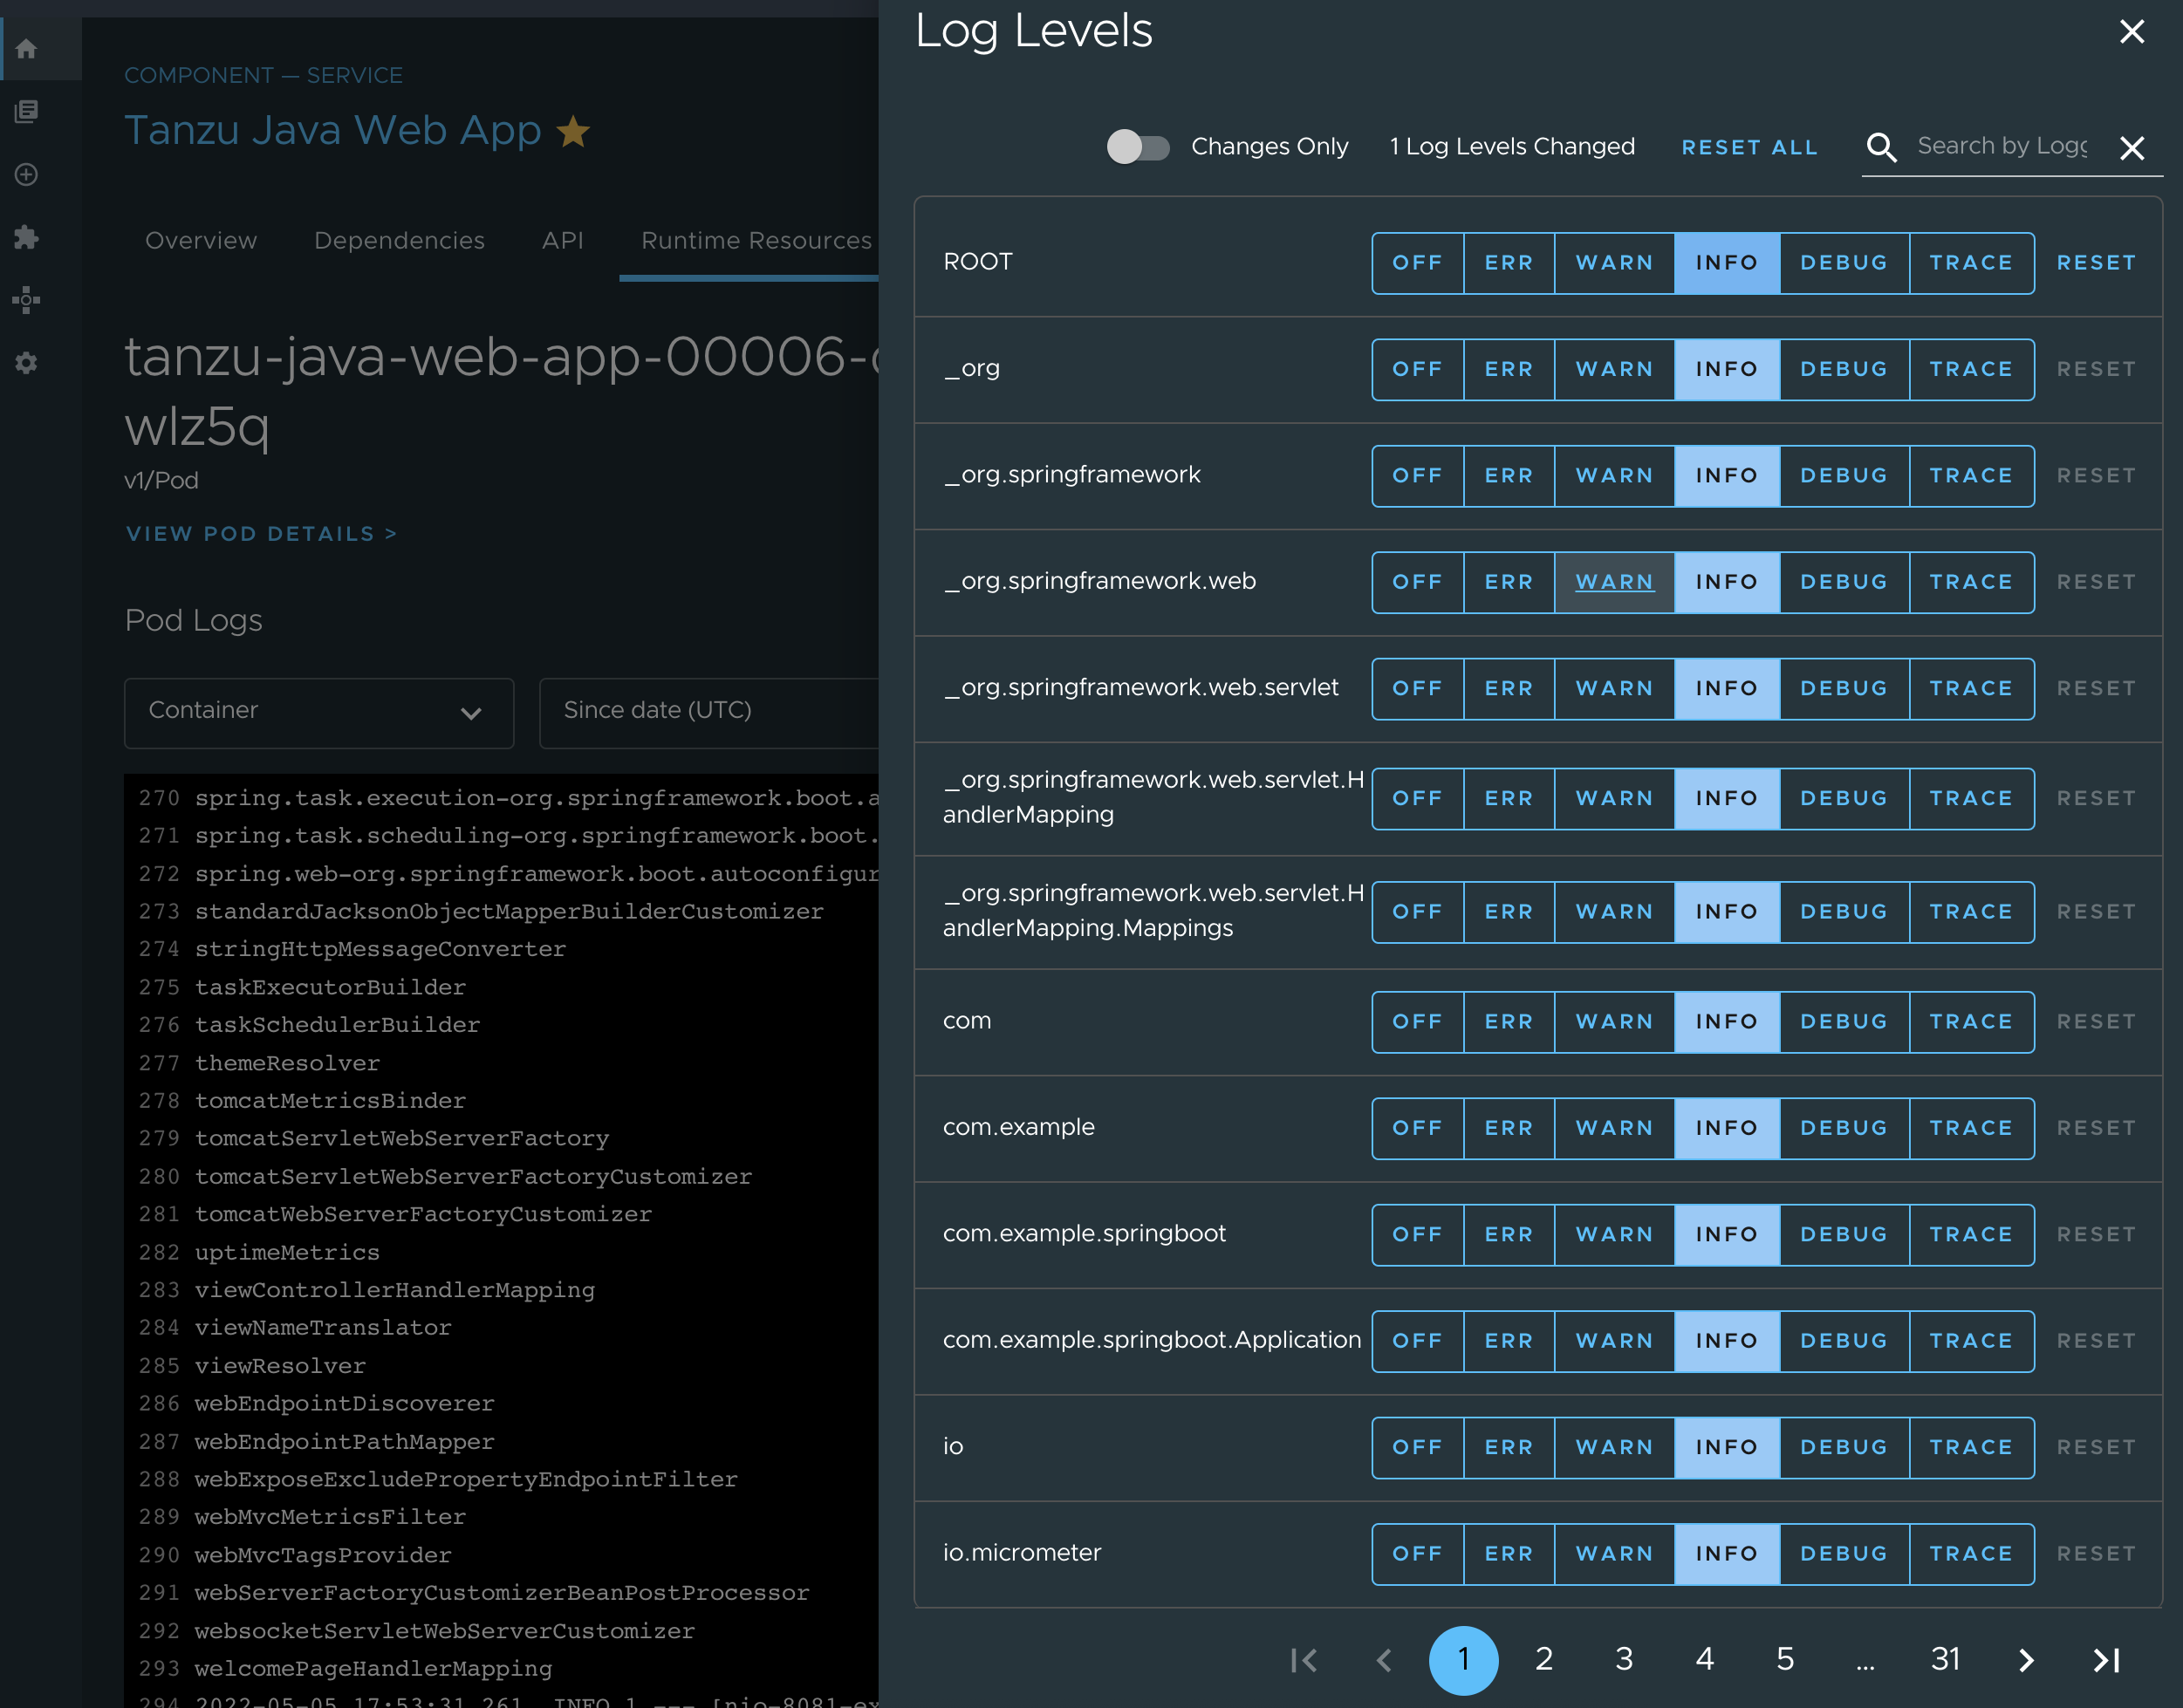 COMPONENT — SERVICE
Tanzu Java Web App
Overview Dependencies API Runtime Resources
tanzu-java-web-app-00006-
wlz5q
v1/Pod
VIEW POD DETAILS >
Pod Logs
Container
Since date (UTC)
270 spring.task.execution-org.springframework.boot.a
271 spring.task.scheduling-org.springframework.boot.
272 spring.web-org.springframework.boot.autoconfigur
273 standardJacksonObjectMapperBuilderCustomizer
274 stringHttpMessageConverter
275 taskExecutorBuilder
276 taskSchedulerBuilder
277 themeResolver
278 tomcatMetricsBinder
279 tomcatServletWebServerFactory
280 tomcatServletWebServerFactoryCustomizer
281 tomcatWebServerFactoryCustomizer
282 uptimeMetrics
283 viewControllerHandlerMapping
284 viewNameTranslator
285 viewResolver
286 webEndpointDiscoverer
287 webEndpointPathMapper
288 webExposeExcludePropertyEndpointFilter
289 webMvcMetricsFilter
290 webMvcTagsProvider
291 webServerFactoryCustomizerBeanPostProcessor
292 websocketServletWebServerCustomizer
293 welcomePageHandlerMapping
294 2022-05-05 17:53:31.261 INFO 1 --- [nio-8081-ex
Log Levels
Changes Only 1 Log Levels Changed RESET ALL Search by Logg
ROOT OFF ERR WARN INFO DEBUG TRACE RESET
_org OFF ERR WARN INFO DEBUG TRACE RESET
_org.springframework OFF ERR WARN INFO DEBUG TRACE RESET
_org.springframework.web OFF ERR WARN INFO DEBUG TRACE RESET
_org.springframework.web.servlet OFF ERR WARN INFO DEBUG TRACE RESET
_org.springframework.web.servlet.H
andlerMapping OFF ERR WARN INFO DEBUG TRACE RESET
_org.springframework.web.servlet.H
andlerMapping.Mappings OFF ERR WARN INFO DEBUG TRACE RESET
com OFF ERR WARN INFO DEBUG TRACE RESET
com.example OFF ERR WARN INFO DEBUG TRACE RESET
com.example.springboot OFF ERR WARN INFO DEBUG TRACE RESET
com.example.springboot.Application OFF ERR WARN INFO DEBUG TRACE RESET
io OFF ERR WARN INFO DEBUG TRACE RESET
io.micrometer OFF ERR WARN INFO DEBUG TRACE RESET
1 2 3 4 5 ... 31